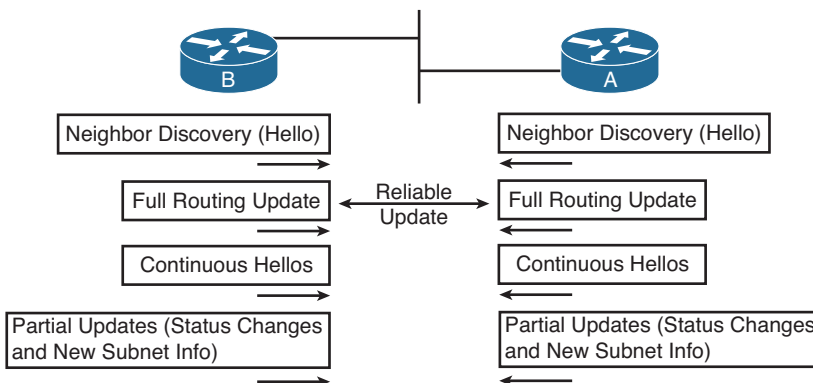 B
A
Neighbor Discovery (Hello)
Neighbor Discovery (Hello)
Full Routing Update
Reliable
Update
Full Routing Update
Continuous Hellos
Continuous Hellos
Partial Updates (Status Changes
and New Subnet Info)
Partial Updates (Status Changes
and New Subnet Info)